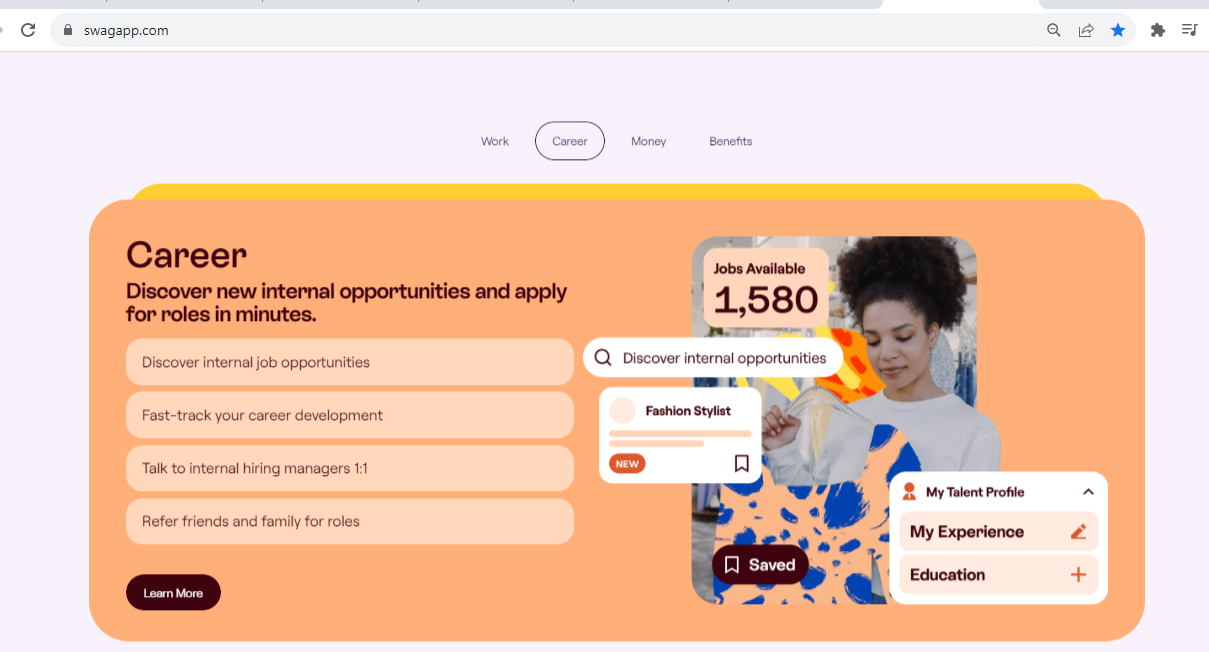 swagapp.com
Work
Career
Money
Benefits
Career
Discover new internal opportunities and apply
for roles in minutes.
Discover internal job opportunities
Fast-track your career development
Talk to internal hiring managers 1:1
Refer friends and family for roles
Learn More
Jobs Available
1,580
Discover internal opportunities
Fashion Stylist
NEW
Saved
My Talent Profile
My Experience
Education